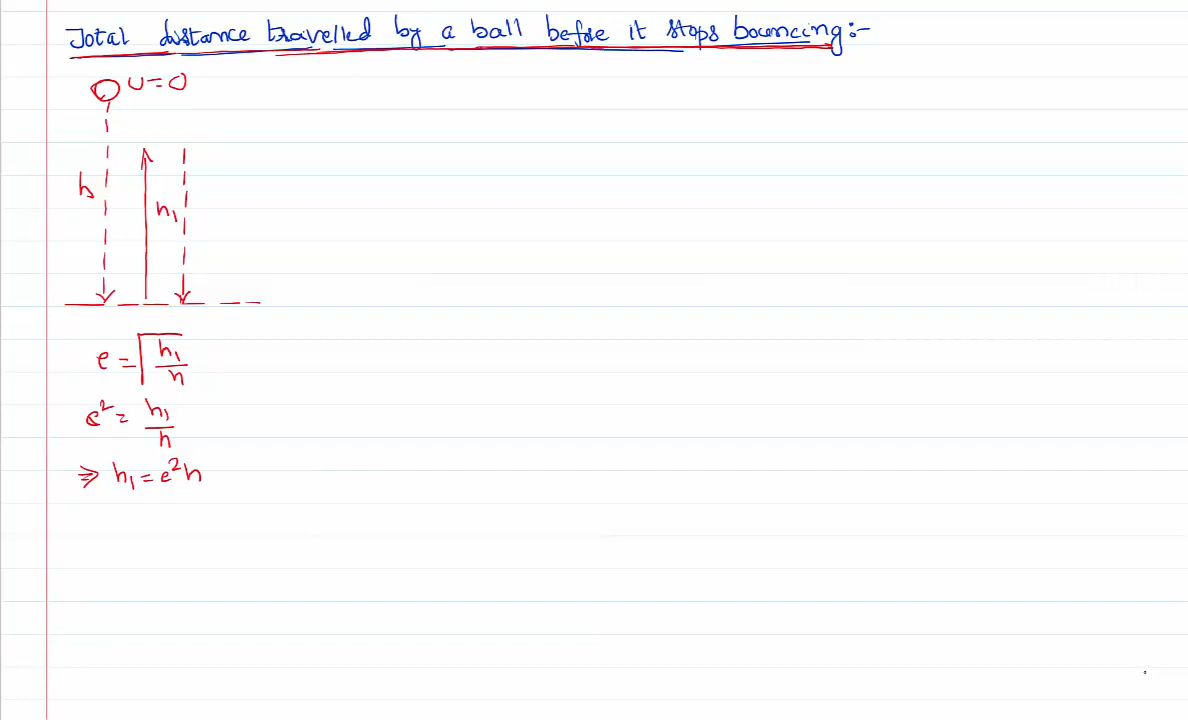 Total distance travelled by a ball before it stops bouncing:-
u=0
h
h₁
e = √(h₁/h)
e² = h₁/h
⇒ h₁ = e²h